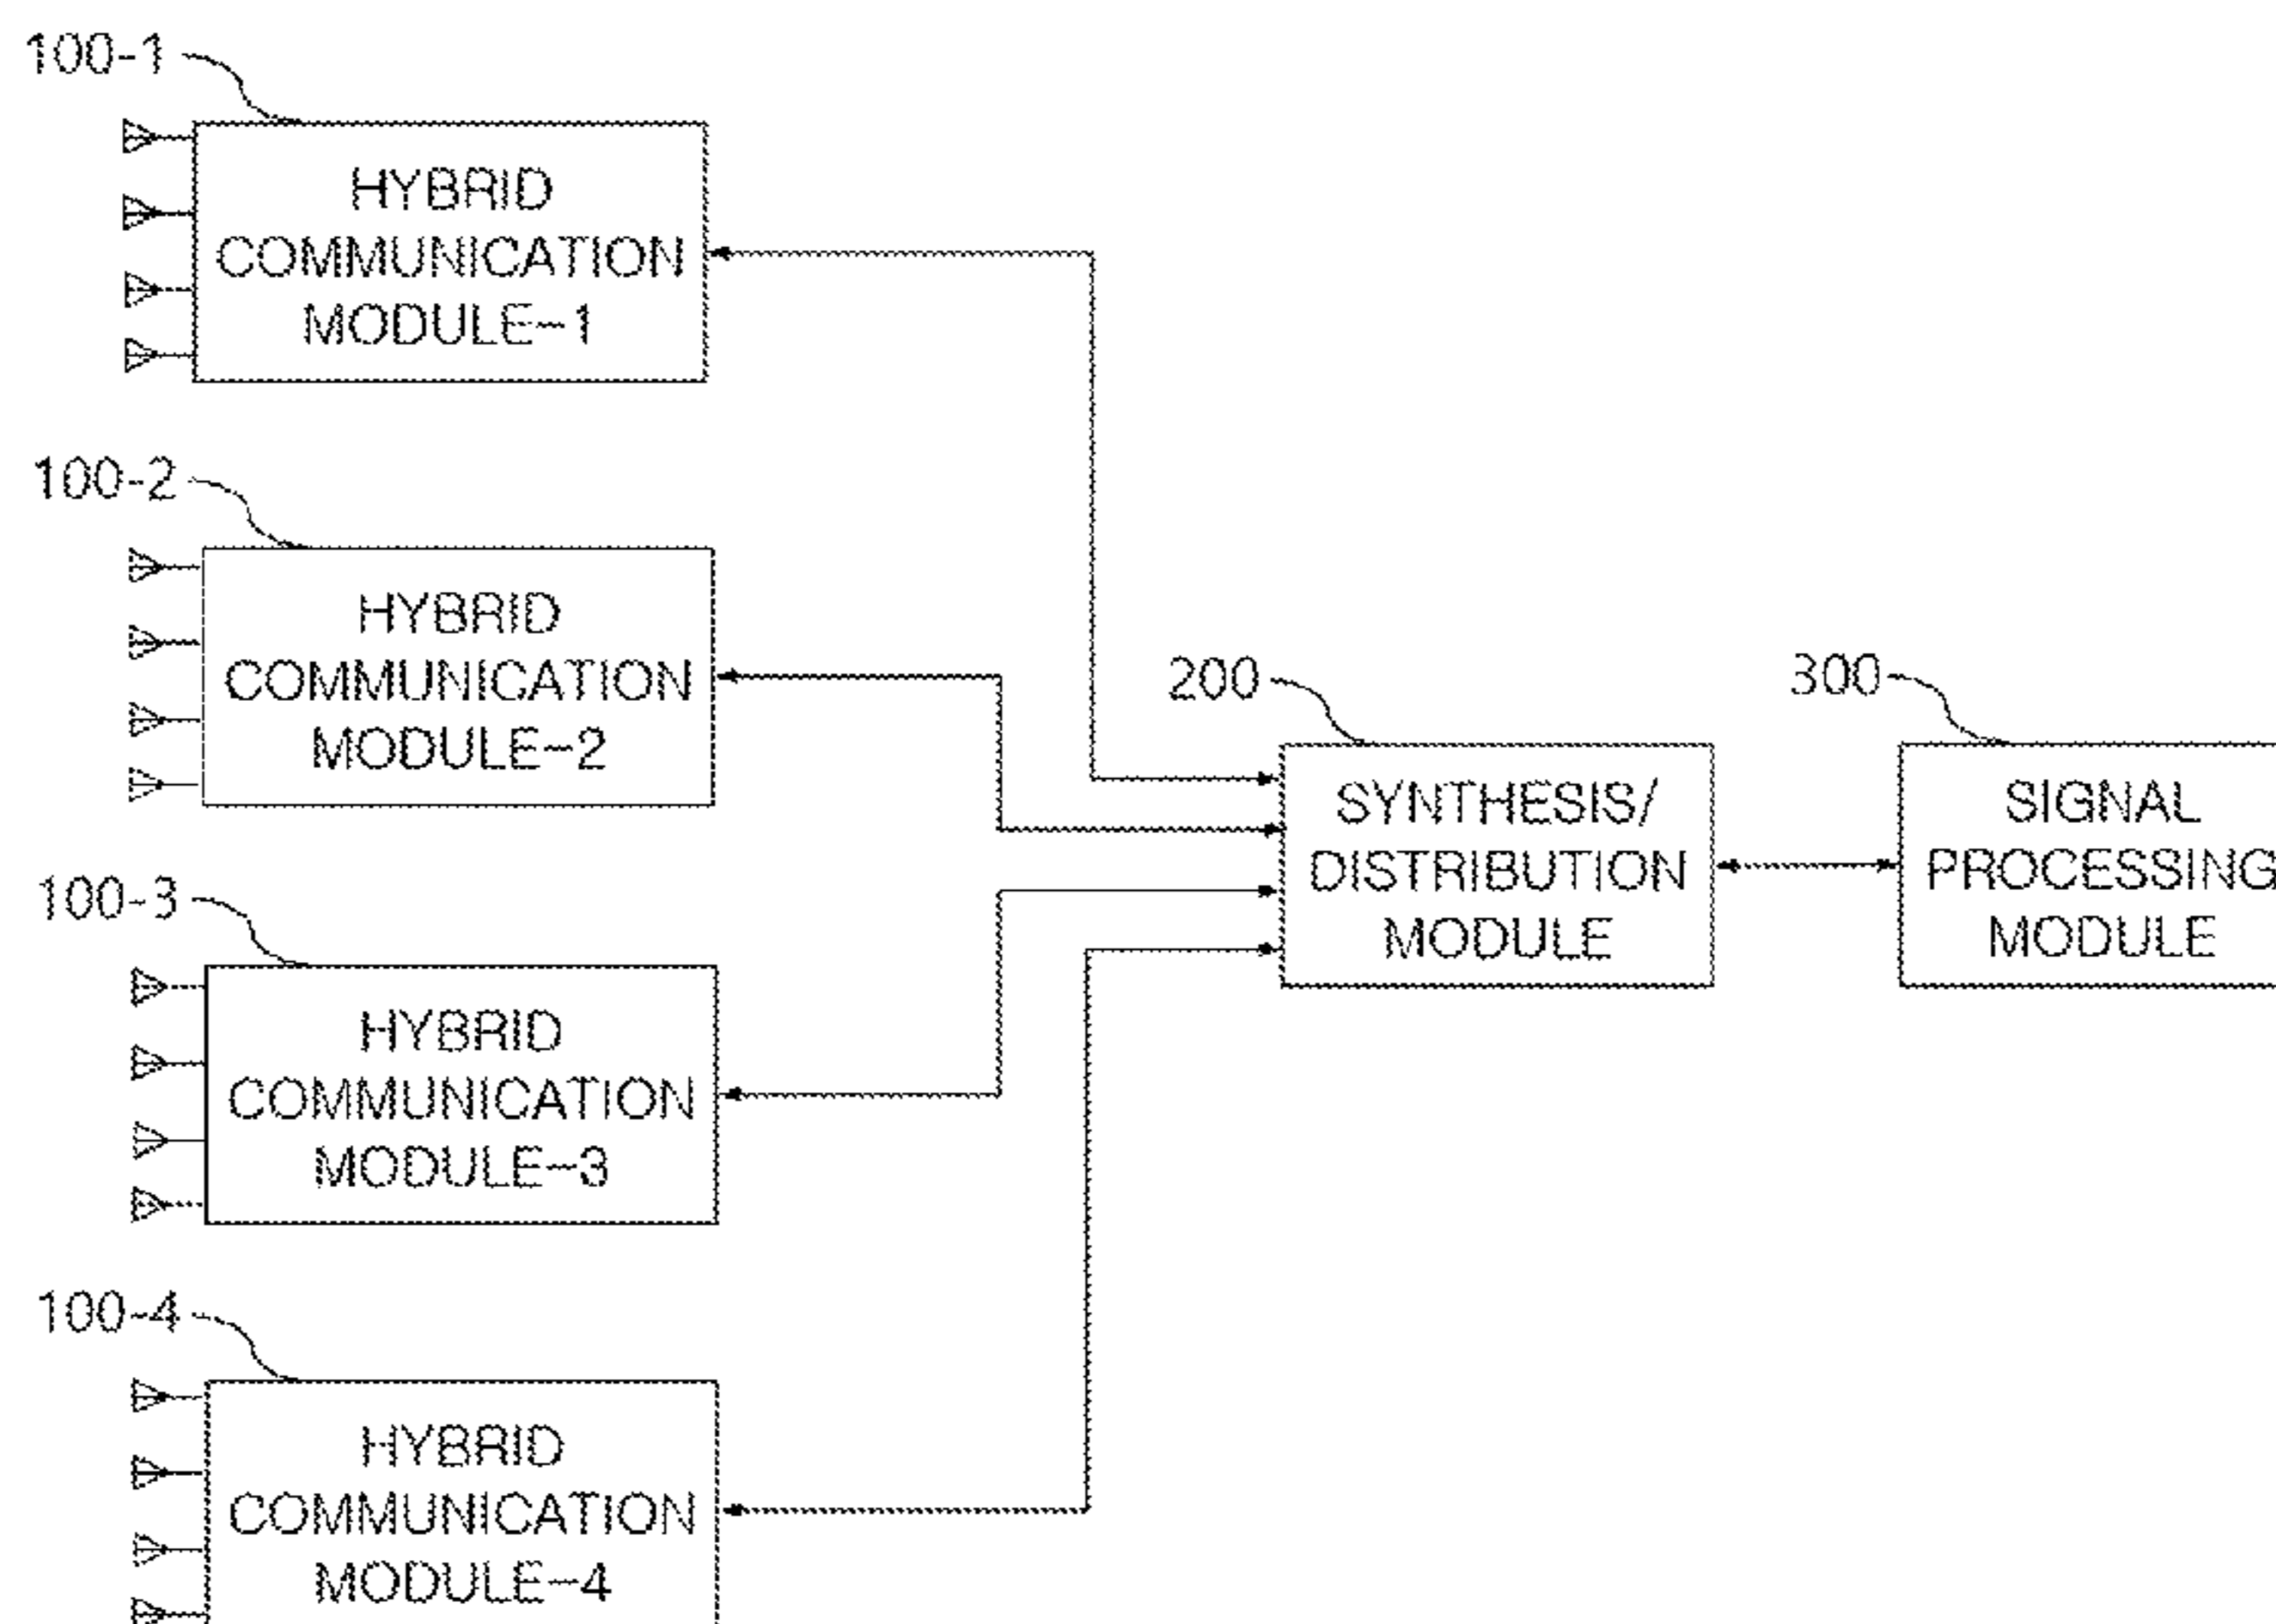 100-1
HYBRID
COMMUNICATION
MODULE-1
100-2
HYBRID
COMMUNICATION
MODULE-2
200
SYNTHESIS/
DISTRIBUTION
MODULE
300
SIGNAL
PROCESSING
MODULE
100-3
HYBRID
COMMUNICATION
MODULE-3
100-4
HYBRID
COMMUNICATION
MODULE-4